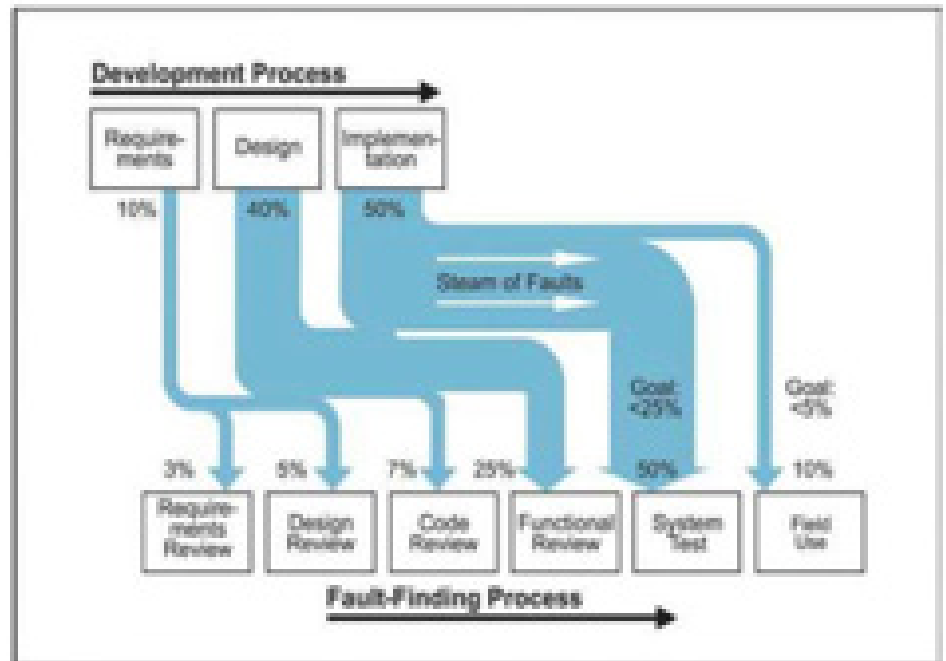 Development Process
Require-
ments
Design
Implemen-
tation
10%
40%
50%
Steam of Faults
Goal:
<25%
Goal:
<5%
3%
5%
7%
25%
50%
10%
Require-
ments
Review
Design
Review
Code
Review
Functional
Review
System
Test
Field
Use
Fault-Finding Process